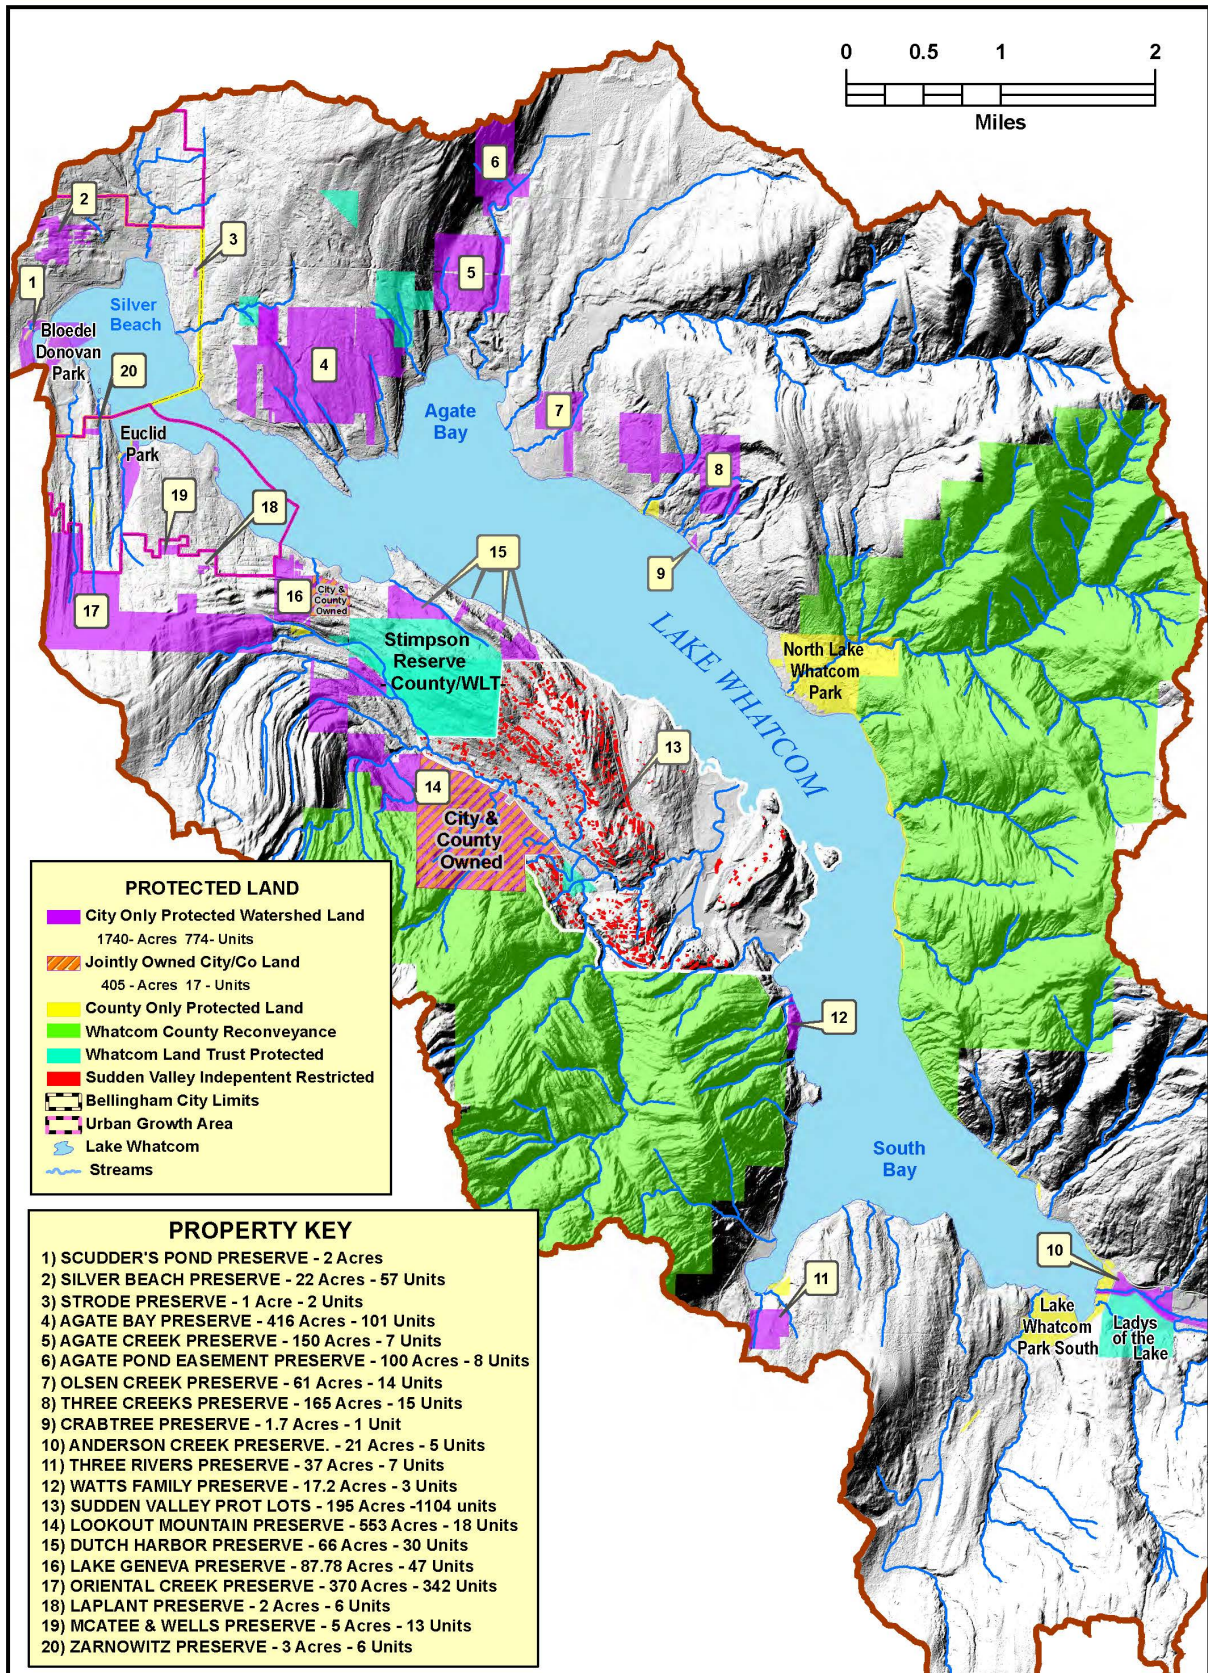 0 0.5 1 2
Miles
6
2
3
5
1
Silver
Beach
Bloedel
Donovan
Park
20
4
Agate
Bay
7
Euclid
Park
8
19
18
15
9
16
City &
County
Owned
17
Stimpson
Reserve
- County/WLT-
LAKE WHATCOM
North Lake
Whatcom
Park
13
14
City &
County
Owned
12
South
Bay
10
11
Lake
Whatcom
Park South
Ladys
of the
Lake
PROTECTED LAND
City Only Protected Watershed Land
1740- Acres 774- Units
Jointly Owned City/Co Land
405 - Acres 17 - Units
County Only Protected Land
Whatcom County Reconveyance
Whatcom Land Trust Protected
Sudden Valley Indepentent Restricted
Bellingham City Limits
Urban Growth Area
Lake Whatcom
Streams
PROPERTY KEY
1) SCUDDER'S POND PRESERVE - 2 Acres
2) SILVER BEACH PRESERVE - 22 Acres - 57 Units
3) STRODE PRESERVE - 1 Acre - 2 Units
4) AGATE BAY PRESERVE - 416 Acres - 101 Units
5) AGATE CREEK PRESERVE - 150 Acres - 7 Units
6) AGATE POND EASEMENT PRESERVE - 100 Acres - 8 Units
7) OLSEN CREEK PRESERVE - 61 Acres - 14 Units
8) THREE CREEKS PRESERVE - 165 Acres - 15 Units
9) CRABTREE PRESERVE - 1.7 Acres - 1 Unit
10) ANDERSON CREEK PRESERVE. - 21 Acres - 5 Units
11) THREE RIVERS PRESERVE - 37 Acres - 7 Units
12) WATTS FAMILY PRESERVE - 17.2 Acres - 3 Units
13) SUDDEN VALLEY PROT LOTS - 195 Acres -1104 units
14) LOOKOUT MOUNTAIN PRESERVE - 553 Acres - 18 Units
15) DUTCH HARBOR PRESERVE - 66 Acres - 30 Units
16) LAKE GENEVA PRESERVE - 87.78 Acres - 47 Units
17) ORIENTAL CREEK PRESERVE - 370 Acres - 342 Units
18) LAPLANT PRESERVE - 2 Acres - 6 Units
19) MCATEE & WELLS PRESERVE - 5 Acres - 13 Units
20) ZARNOWITZ PRESERVE - 3 Acres - 6 Units